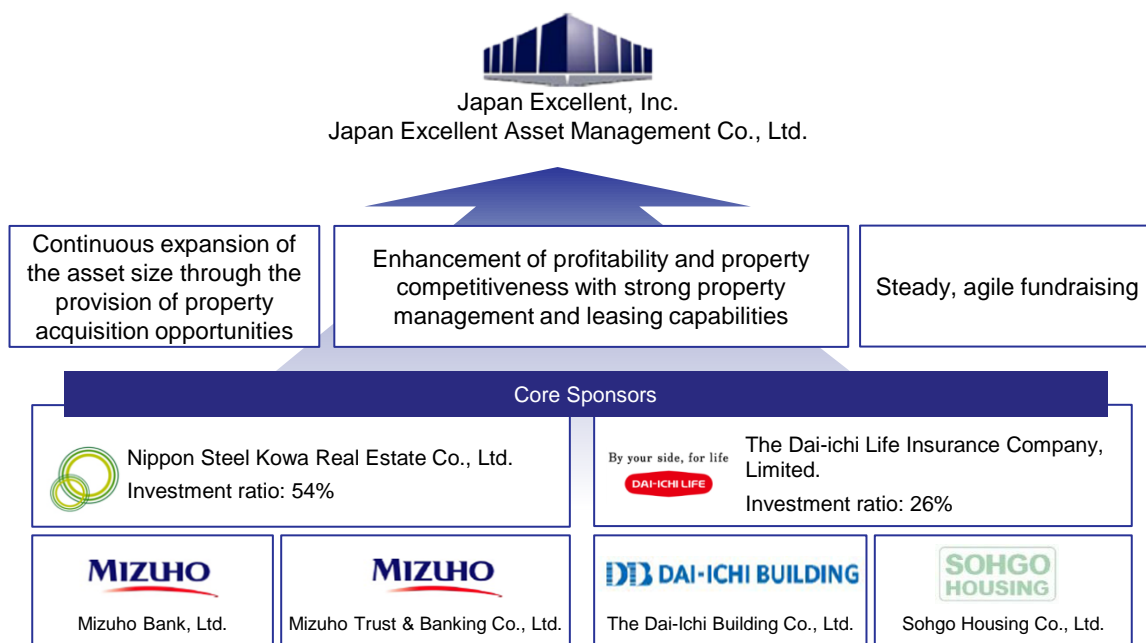 Japan Excellent, Inc.
Japan Excellent Asset Management Co., Ltd.
Continuous expansion of
the asset size through the
provision of property
acquisition opportunities
Enhancement of profitability and property
competitiveness with strong property
management and leasing capabilities
Steady, agile fundraising
Core Sponsors
Nippon Steel Kowa Real Estate Co., Ltd.
Investment ratio: 54%
By your side, for life
DAI-ICHI LIFE
The Dai-ichi Life Insurance Company,
Limited.
Investment ratio: 26%
MIZUHO
Mizuho Bank, Ltd.
MIZUHO
Mizuho Trust & Banking Co., Ltd.
DAI-ICHI BUILDING
The Dai-Ichi Building Co., Ltd.
SOHGO
HOUSING
Sohgo Housing Co., Ltd.